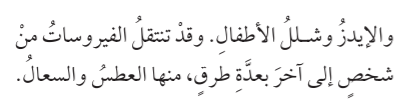 والإيدزُ وشللُ الأطفالِ. وقدْ تنتقلُ الفيروساتُ منْ
شخصٍ إلى آخرَ بعدَّةِ طرقٍ، منها العطسُ والسعالُ.